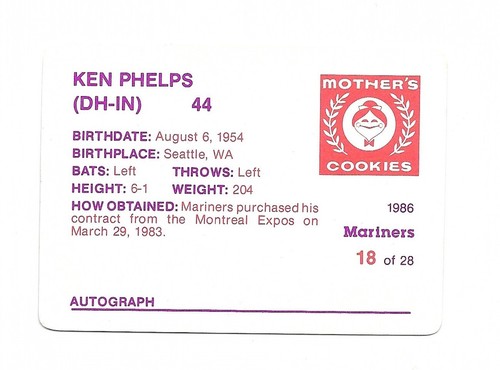 KEN PHELPS
(DH-IN) 44
BIRTHDATE: August 6, 1954
BIRTHPLACE: Seattle, WA
BATS: Left THROWS: Left
HEIGHT: 6-1 WEIGHT: 204
HOW OBTAINED: Mariners purchased his
contract from the Montreal Expos on
March 29, 1983.
AUTOGRAPH
MOTHER'S
COOKIES
1986
Mariners
18 of 28